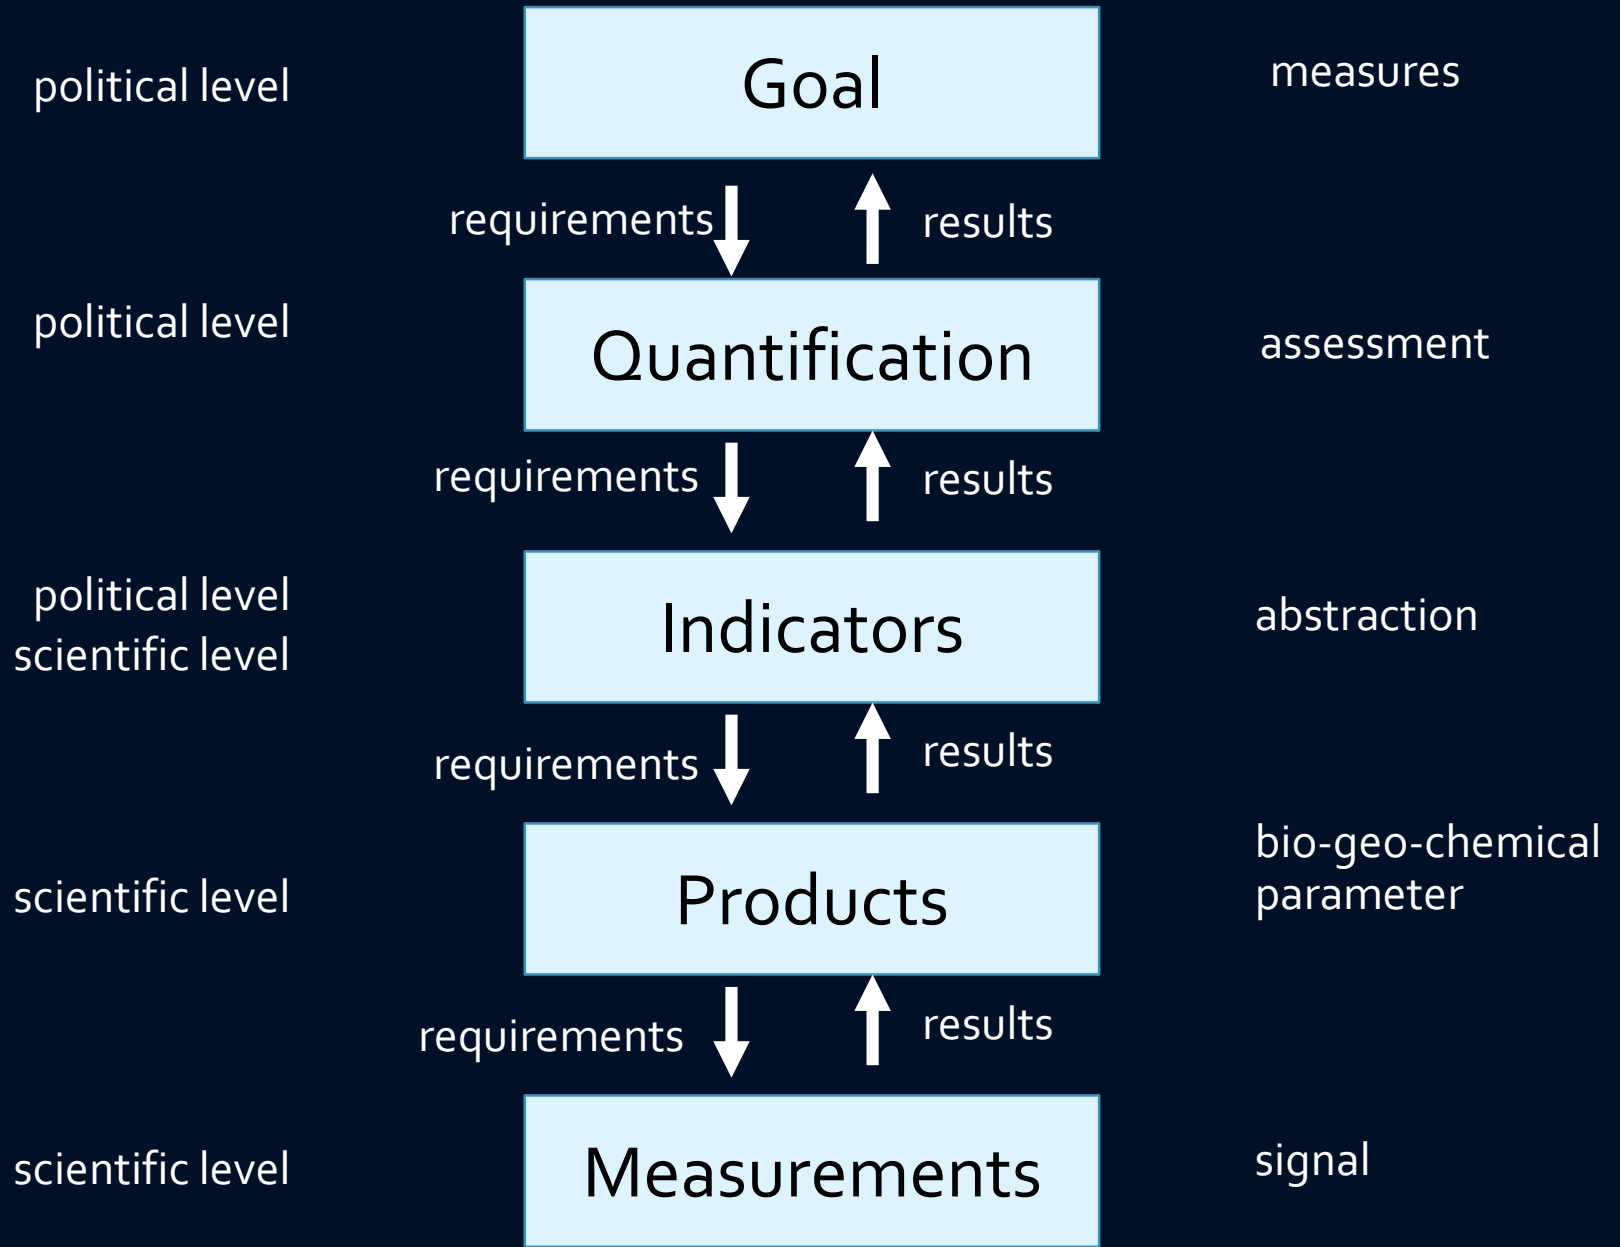 political level
Goal
measures
requirements
results
political level
Quantification
assessment
requirements
results
political level
scientific level
Indicators
abstraction
requirements
results
scientific level
Products
bio-geo-chemical
parameter
requirements
results
scientific level
Measurements
signal